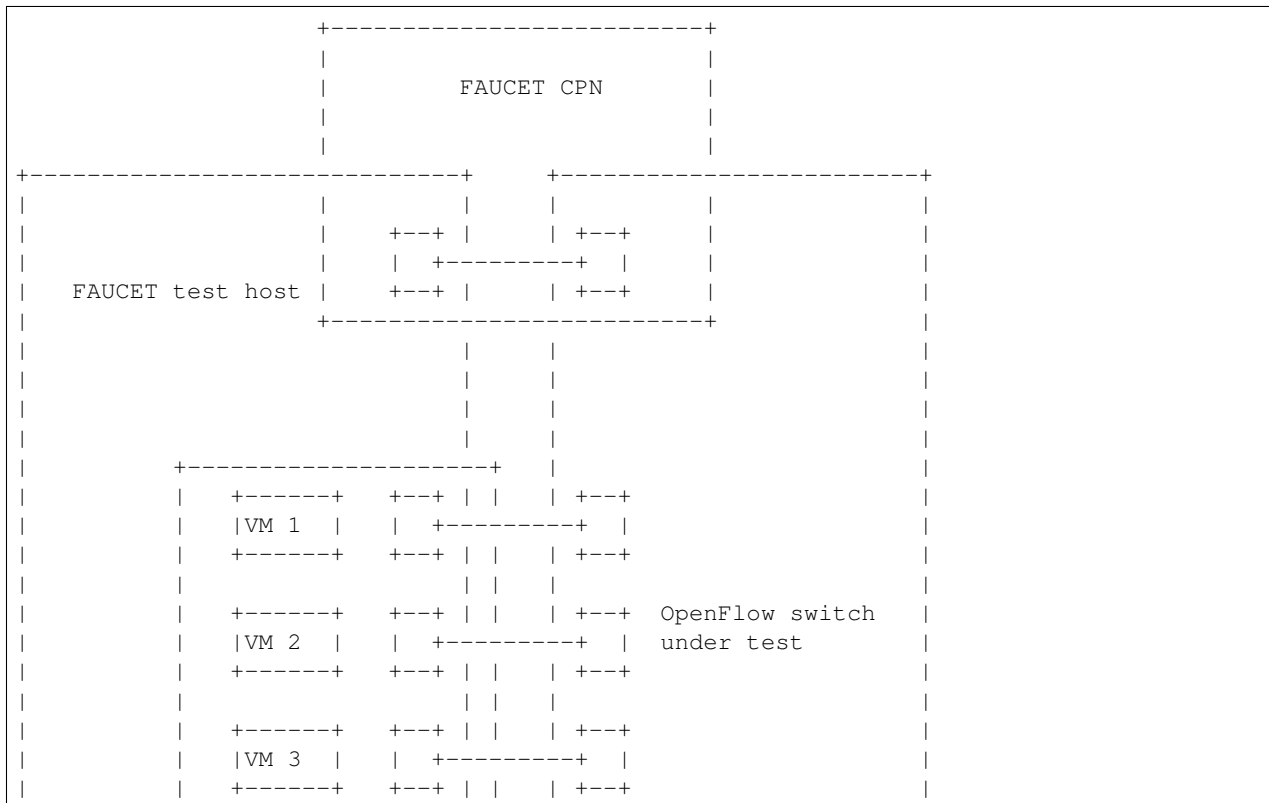 FAUCET CPN
FAUCET test host
VM 1
VM 2
OpenFlow switch
under test
VM 3